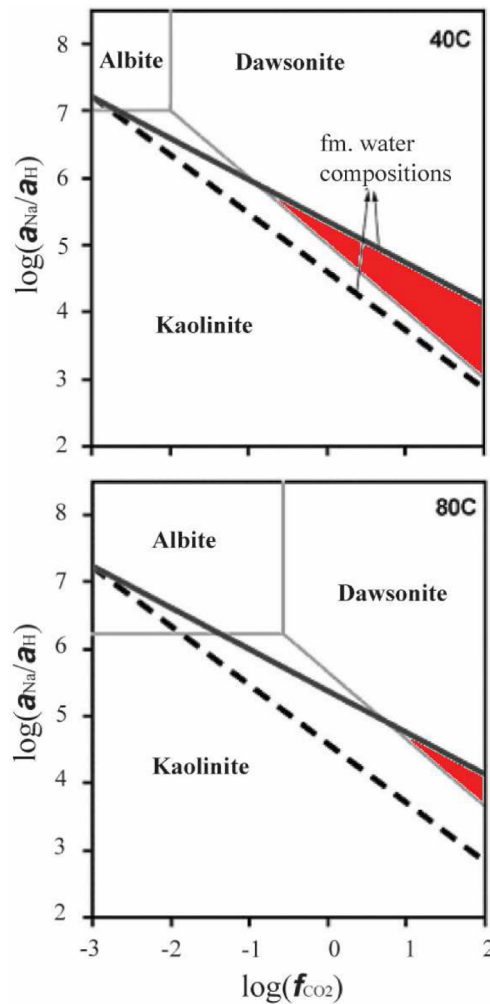 8
7
6
5
4
3
2
log(aNa/aH)
Albite
Dawsonite
40C
fm. water
compositions
Kaolinite
8
7
6
5
4
3
2
log(aNa/aH)
80C
Albite
Dawsonite
Kaolinite
-3 -2 -1 0 1 2
log(fCO2)